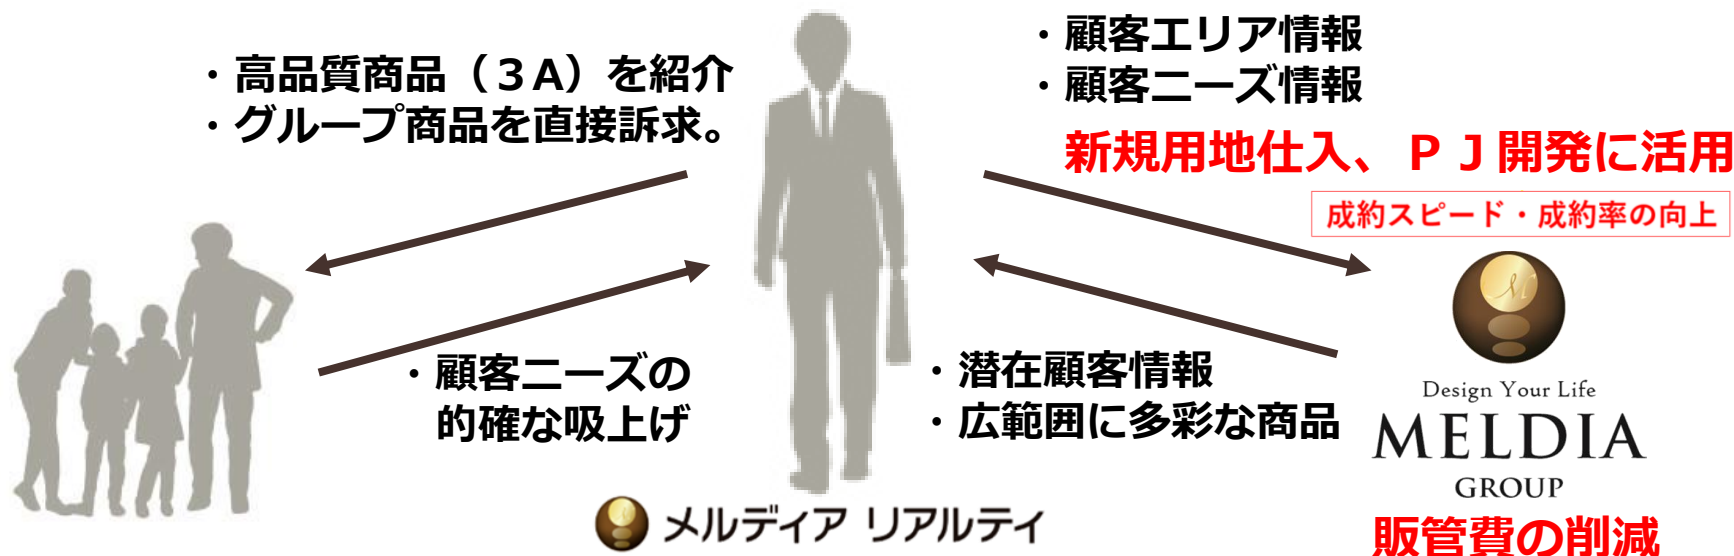 ・高品質商品（３A）を紹介
・グループ商品を直接訴求。
・顧客エリア情報
・顧客ニーズ情報
新規用地仕入、ＰＪ開発に活用
成約スピード・成約率の向上
・顧客ニーズの
的確な吸上げ
・潜在顧客情報
・広範囲に多彩な商品
Design Your Life
MELDIA
GROUP
メルディア リアルティ
販管費の削減